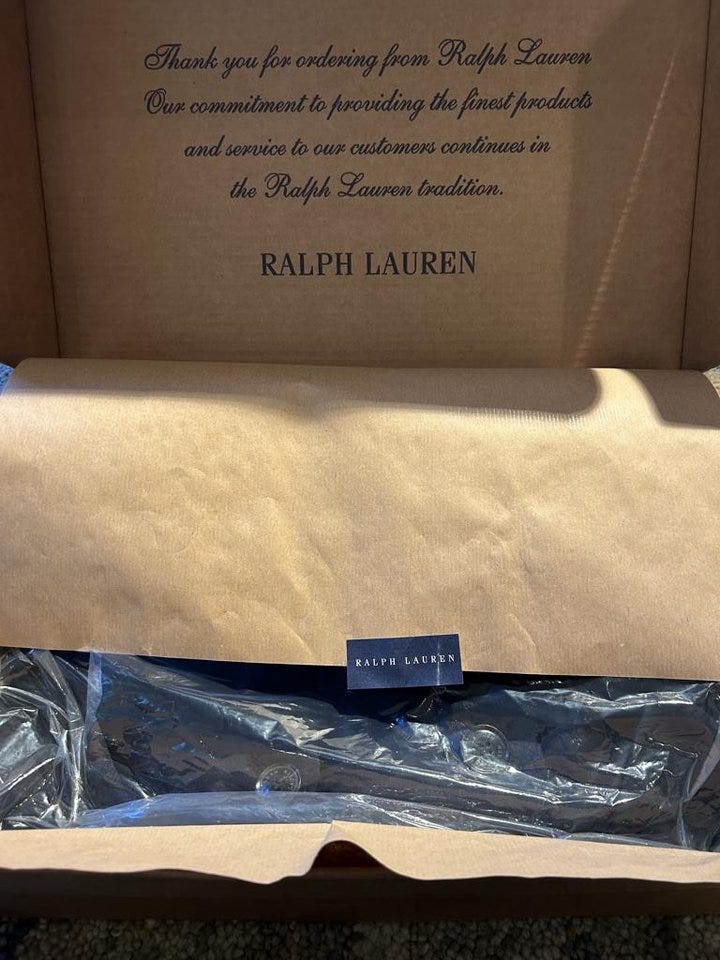 Thank you for ordering from Ralph Lauren
Our commitment to providing the finest products
and service to our customers continues in
the Ralph Lauren tradition.
RALPH LAUREN
RALPH LAUREN